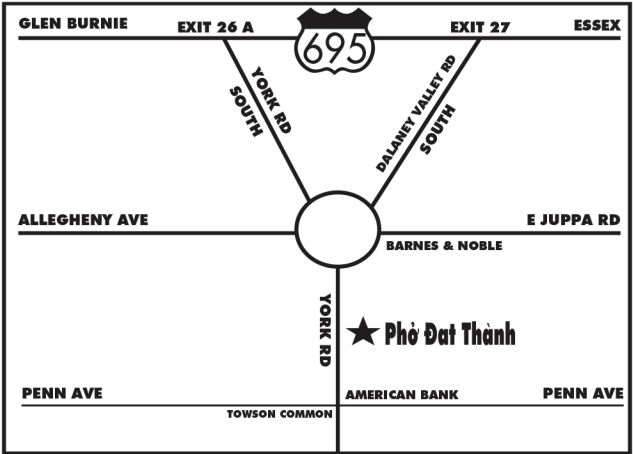 GLEN BURNIE
EXIT 26 A
695
EXIT 27
ESSEX
YORK RD
SOUTH
DALANEY VALLEY RD
SOUTH
ALLEGHENY AVE
E JUPPA RD
BARNES & NOBLE
YORK RD
Phở Đat Thành
PENN AVE
AMERICAN BANK
PENN AVE
TOWSON COMMON